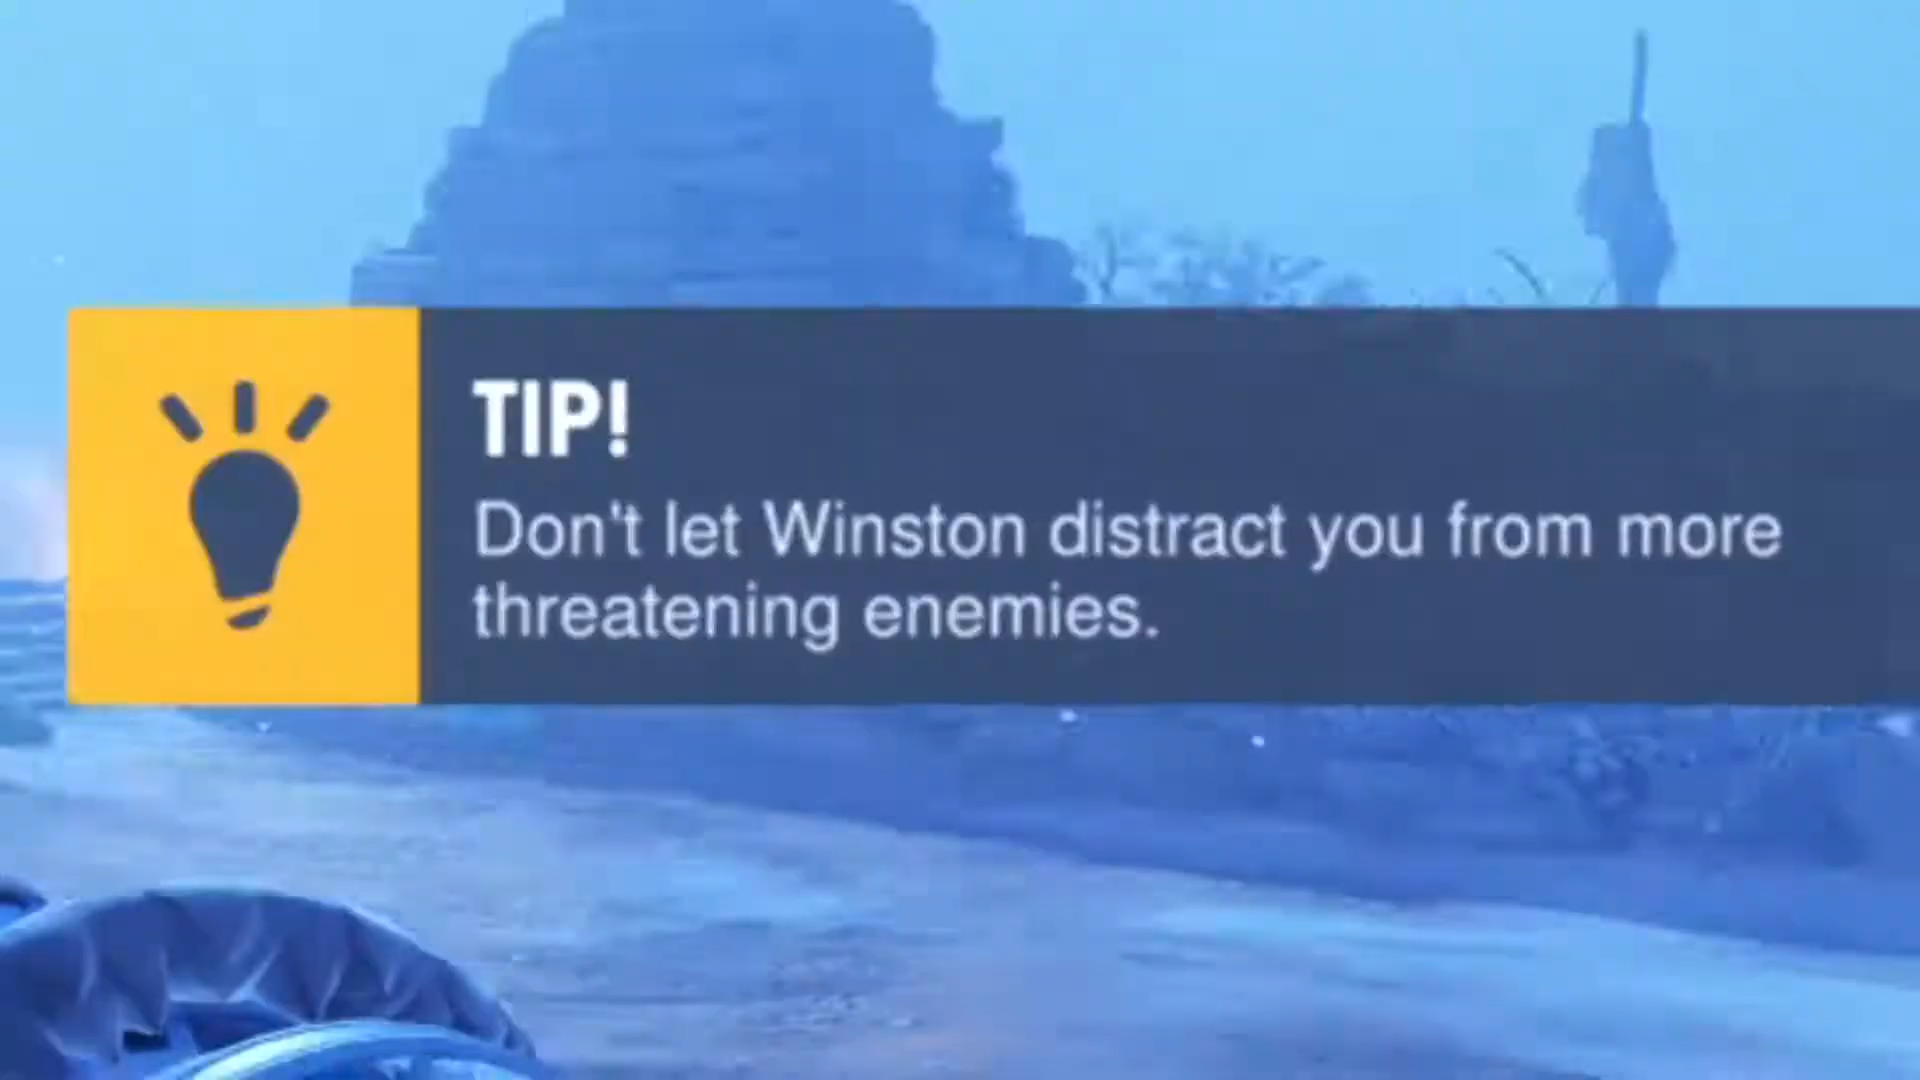 TIP!
Don't let Winston distract you from more
threatening enemies.